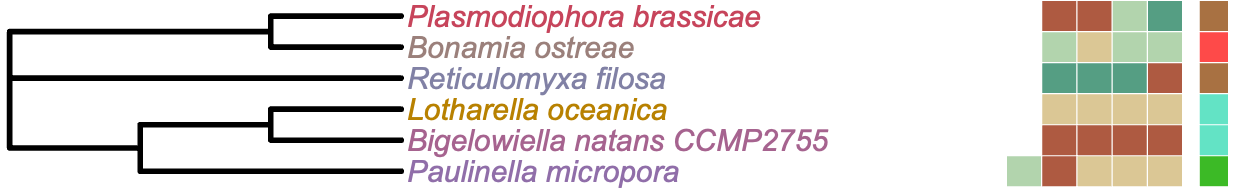 Plasmodiophora brassicae
Bonamia ostreae
Reticulomyxa filosa
Lotharella oceanica
Bigelowiella natans CCMP2755
Paulinella micropora